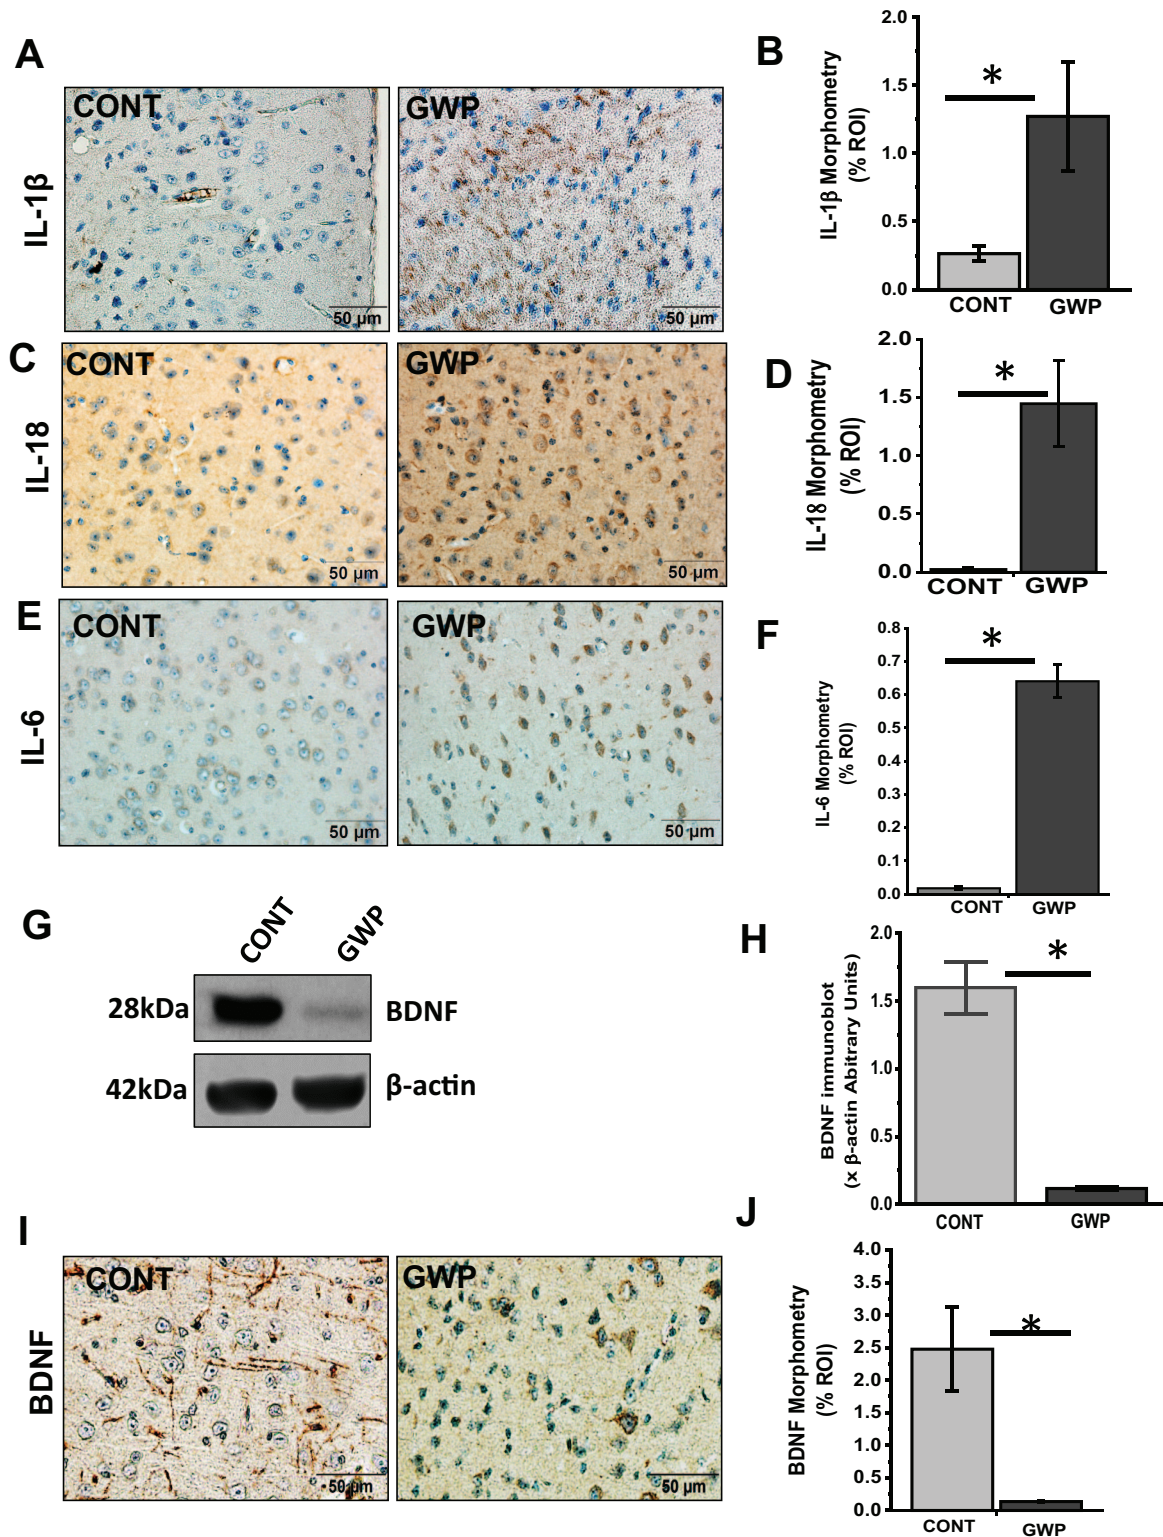 A
CONT
GWP
IL-1β
50 µm
50 µm
B
IL-1β Morphometry
(% ROI)
2.0
1.5
1.0
0.5
0.0
*
CONT
GWP
C
CONT
GWP
IL-18
50 µm
50 µm
D
IL-18 Morphometry
(% ROI)
2.0
1.5
1.0
0.5
0.0
*
CONT
GWP
E
CONT
GWP
IL-6
50 µm
50 µm
F
IL-6 Morphometry
(% ROI)
0.8
0.7
0.6
0.5
0.4
0.3
0.2
0.1
0.0
*
CONT
GWP
G
CONT
GWP
28kDa
BDNF
42kDa
β-actin
H
BDNF immunoblot
(x β-actin Abitrary Units)
2.0
1.5
1.0
0.5
0.0
*
CONT
GWP
I
CONT
GWP
BDNF
50 µm
50 µm
J
BDNF Morphometry
(% ROI)
4.0
3.5
3.0
2.5
2.0
1.5
1.0
0.5
0.0
*
CONT
GWP